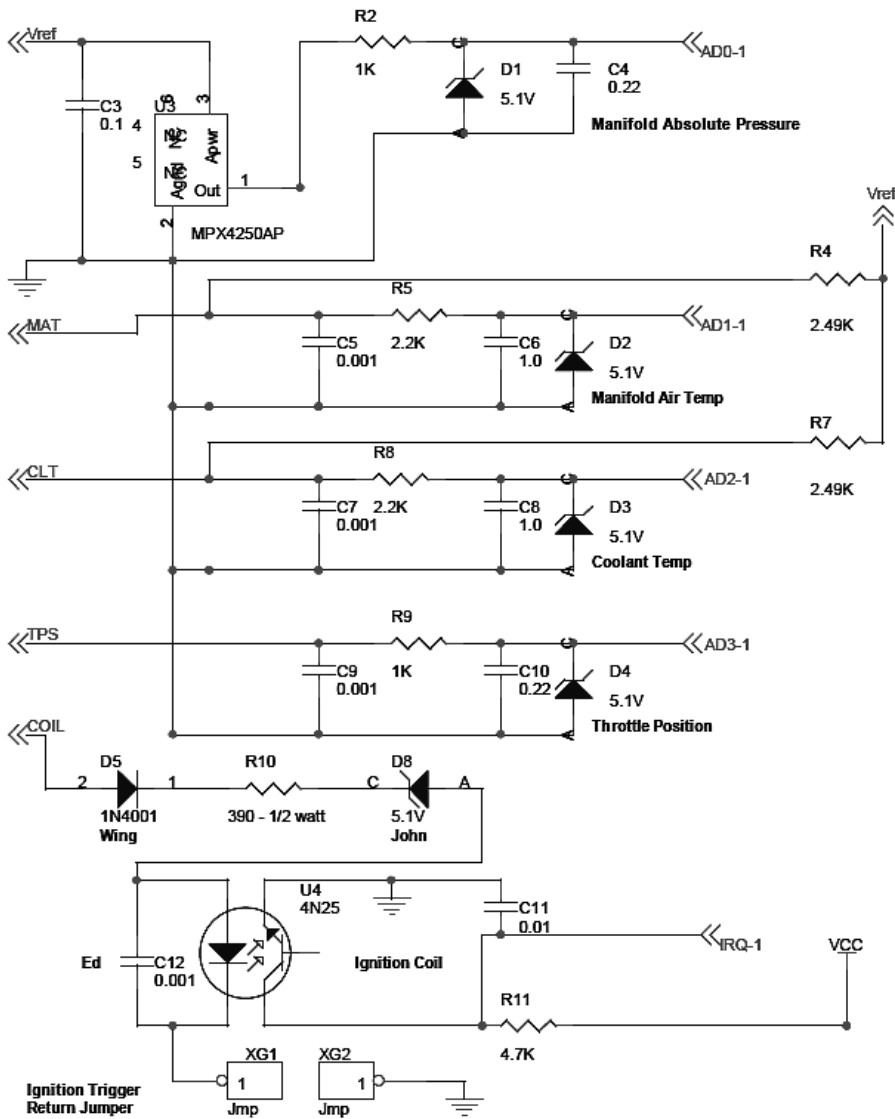 Vref
R2
1K
C
D1
5.1V
A
C4
0.22
AD0-1
Manifold Absolute Pressure
C3
0.1
U3
6
3
4
5
Apwr
Out
1
2
MPX4250AP
Vref
R4
2.49K
MAT
R5
2.2K
C5
0.001
C6
1.0
C
D2
5.1V
A
AD1-1
Manifold Air Temp
R7
2.49K
CLT
R8
2.2K
C7
0.001
C8
1.0
C
D3
5.1V
A
AD2-1
Coolant Temp
TPS
R9
1K
C9
0.001
C10
0.22
C
D4
5.1V
A
AD3-1
Throttle Position
COIL
D5
2
1
1N4001
Wing
R10
390 - 1/2 watt
D8
C
A
5.1V
John
U4
4N25
C11
0.01
IRQ-1
VCC
Ed
C12
0.001
Ignition Coil
R11
4.7K
XG1
1
Jmp
XG2
1
Jmp
Ignition Trigger
Return Jumper